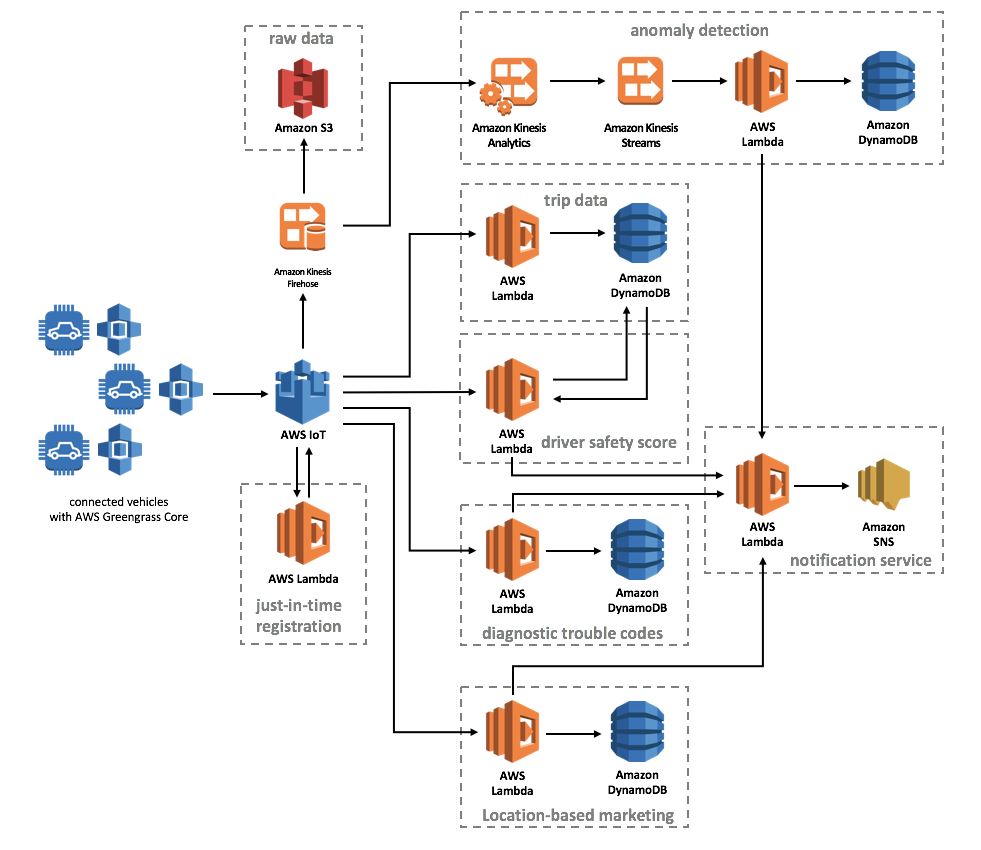 raw data
Amazon S3
anomaly detection
Amazon Kinesis
Analytics
Amazon Kinesis
Streams
AWS
Lambda
Amazon
DynamoDB
Amazon Kinesis
Firehose
trip data
AWS
Lambda
Amazon
DynamoDB
connected vehicles
with AWS Greengrass Core
AWS IoT
AWS
Lambda
driver safety score
AWS Lambda
just-in-time
registration
AWS
Lambda
Amazon
SNS
notification service
AWS
Lambda
Amazon
DynamoDB
diagnostic trouble codes
AWS
Lambda
Amazon
DynamoDB
Location-based marketing